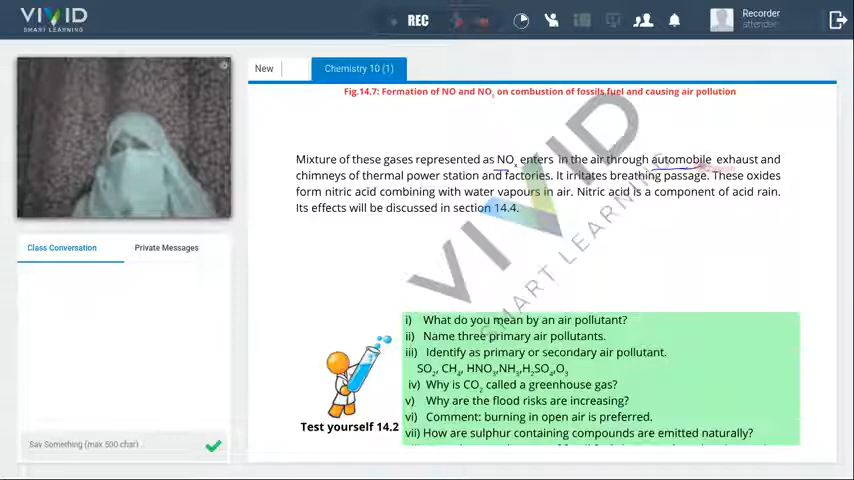 VIVID
SMART LEARNING
REC
Recorder
attendee
New
Chemistry 10 (1)
Fig.14.7: Formation of NO and NO₂ on combustion of fossils fuel and causing air pollution
Mixture of these gases represented as NOₓ enters in the air through automobile exhaust and
chimneys of thermal power station and factories. It irritates breathing passage. These oxides
form nitric acid combining with water vapours in air. Nitric acid is a component of acid rain.
Its effects will be discussed in section 14.4.
VIVID
SMART LEARNING
Class Conversation
Private Messages
i) What do you mean by an air pollutant?
ii) Name three primary air pollutants.
iii) Identify as primary or secondary air pollutant.
SO₂, CH₄, HNO₃,NH₃,H₂SO₄,O₃
iv) Why is CO₂ called a greenhouse gas?
v) Why are the flood risks are increasing?
vi) Comment: burning in open air is preferred.
vii) How are sulphur containing compounds are emitted naturally?
Test yourself 14.2
Say Something (max 500 char)